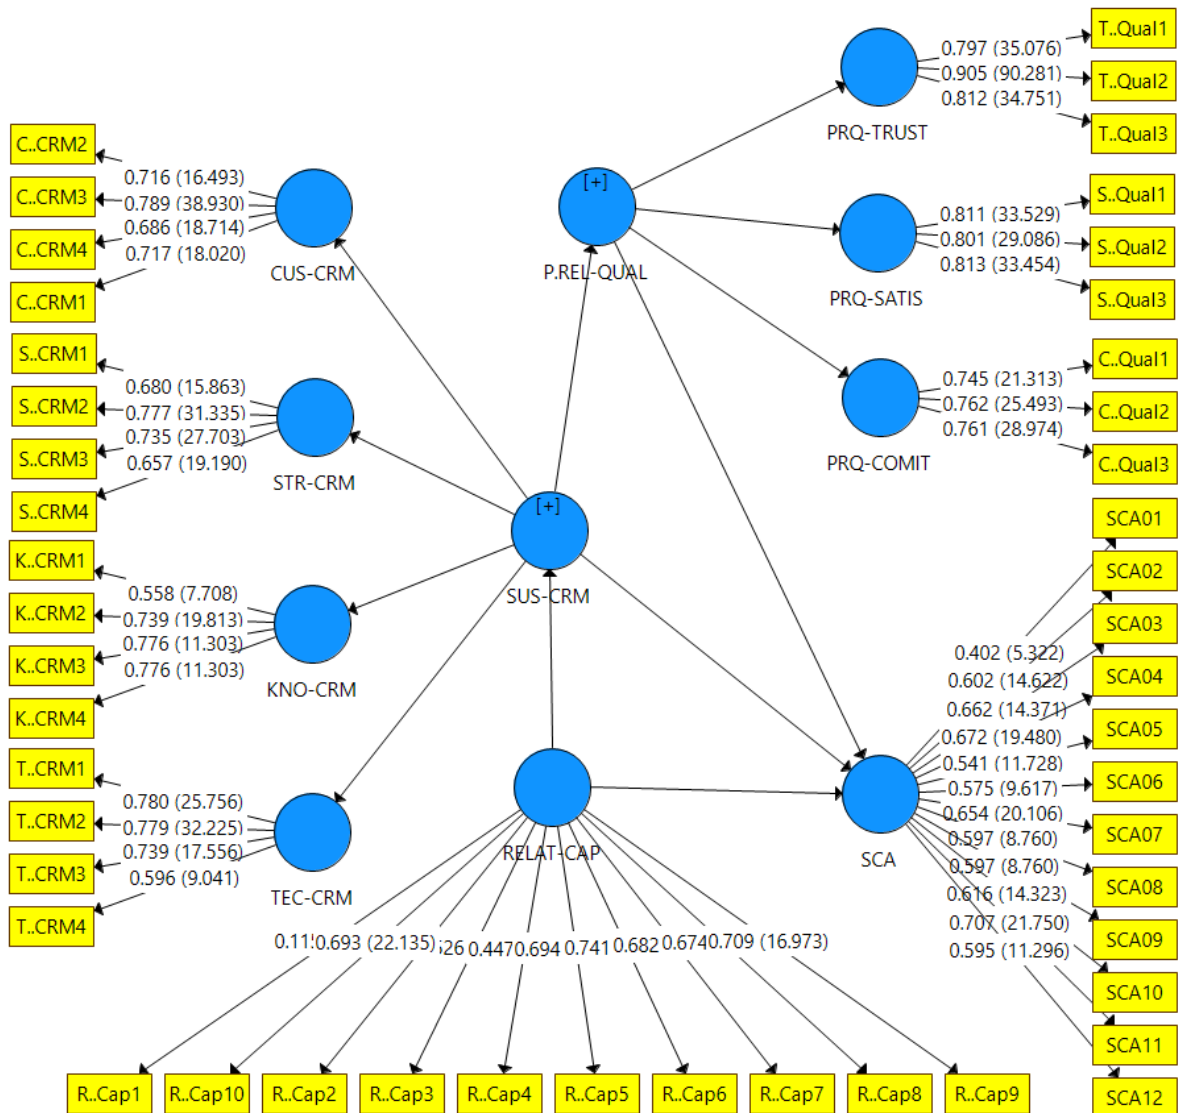 T..Qual1
0.797 (35.076)
0.905 (90.281)
T..Qual2
0.812 (34.751)
PRQ-TRUST
T..Qual3
C..CRM2
0.716 (16.493)
C..CRM3
0.789 (38.930)
0.686 (18.714)
C..CRM4
0.717 (18.020)
CUS-CRM
C..CRM1
[+]
P.REL-QUAL
S..Qual1
0.811 (33.529)
0.801 (29.086)
S..Qual2
0.813 (33.454)
PRQ-SATIS
S..Qual3
S..CRM1
0.680 (15.863)
S..CRM2
0.777 (31.335)
0.735 (27.703)
S..CRM3
0.657 (19.190)
STR-CRM
S..CRM4
C..Qual1
0.745 (21.313)
0.762 (25.493)
C..Qual2
0.761 (28.974)
PRQ-COMIT
C..Qual3
[+]
SUS-CRM
K..CRM1
0.558 (7.708)
K..CRM2
0.739 (19.813)
0.776 (11.303)
K..CRM3
0.776 (11.303)
KNO-CRM
K..CRM4
T..CRM1
0.780 (25.756)
T..CRM2
0.779 (32.225)
0.739 (17.556)
T..CRM3
0.596 (9.041)
TEC-CRM
T..CRM4
RELAT-CAP
SCA
SCA01
SCA02
SCA03
SCA04
SCA05
SCA06
SCA07
SCA08
SCA09
SCA10
SCA11
SCA12
0.402 (5.322)
0.602 (14.622)
0.662 (14.371)
0.672 (19.480)
0.541 (11.728)
0.575 (9.617)
0.654 (20.106)
0.597 (8.760)
0.597 (8.760)
0.616 (14.323)
0.707 (21.750)
0.595 (11.296)
0.693 (22.135) 0.447 0.694 0.741 0.682 0.674 0.709 (16.973)
R..Cap1 R..Cap10 R..Cap2 R..Cap3 R..Cap4 R..Cap5 R..Cap6 R..Cap7 R..Cap8 R..Cap9